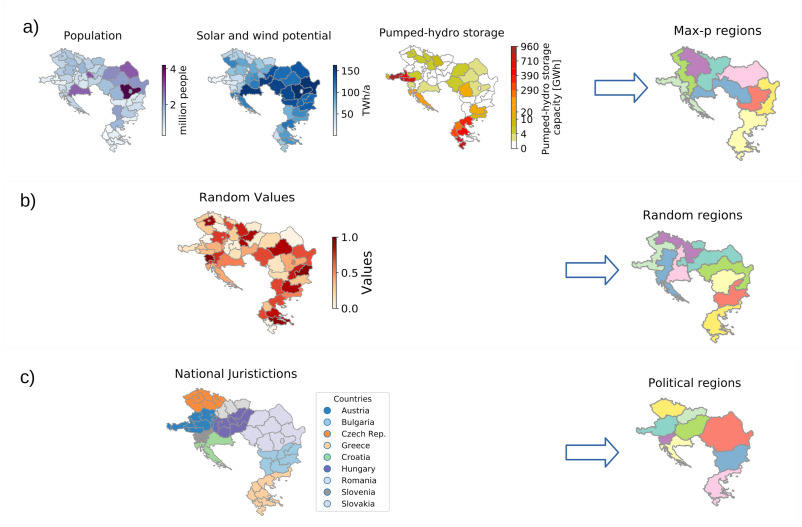 a)
Population
4
2
million people
Solar and wind potential
150
100
50
TWh/a
Pumped-hydro storage
960
710
390
290
20
10
4
0
Pumped-hydro storage
capacity [GWh]
Max-p regions
b)
Random Values
1.0
0.5
0.0
Values
Random regions
c)
National Juristictions
Countries
Austria
Bulgaria
Czech Rep.
Greece
Croatia
Hungary
Romania
Slovenia
Slovakia
Political regions